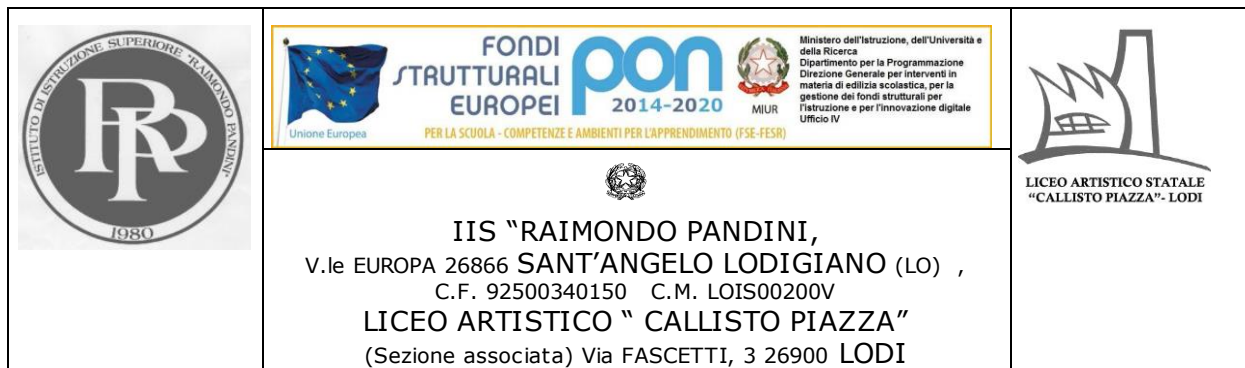 ISTITUTO DI ISTRUZIONE SUPERIORE "RAIMONDO PANDINI"
1980
Unione Europea
FONDI
STRUTTURALI
EUROPEI
pon
2014-2020
MIUR
Ministero dell'Istruzione, dell'Università e
della Ricerca
Dipartimento per la Programmazione
Direzione Generale per interventi in
materia di edilizia scolastica, per la
gestione dei fondi strutturali per
l'istruzione e per l'innovazione digitale
Ufficio IV
PER LA SCUOLA - COMPETENZE E AMBIENTI PER L'APPRENDIMENTO (FSE-FESR)
IIS “RAIMONDO PANDINI,
V.le EUROPA 26866 SANT’ANGELO LODIGIANO (LO) ,
C.F. 92500340150 C.M. LOIS00200V
LICEO ARTISTICO “ CALLISTO PIAZZA”
(Sezione associata) Via FASCETTI, 3 26900 LODI
LICEO ARTISTICO STATALE
“CALLISTO PIAZZA”- LODI